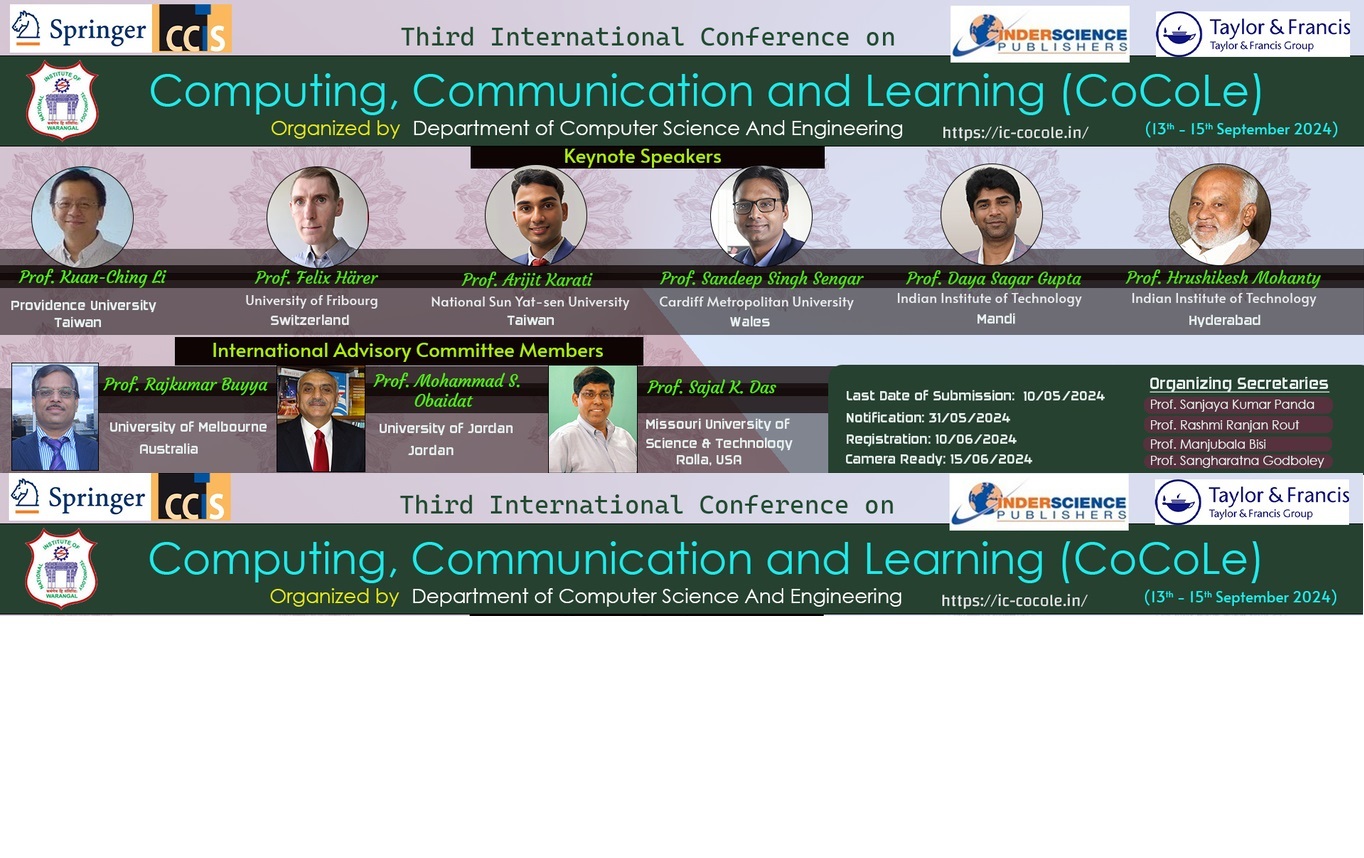 Springer
CCIS
Third International Conference on
INDERSCIENCE
PUBLISHERS
Taylor & Francis
Taylor & Francis Group
Computing, Communication and Learning (CoCoLe)
NATIONAL INSTITUTE OF TECHNOLOGY
WARANGAL
Organized by Department of Computer Science And Engineering
https://ic-cocole.in/
(13th - 15th September 2024)
Keynote Speakers
Prof. Kuan-Ching Li
Providence University
Taiwan
Prof. Felix Härer
University of Fribourg
Switzerland
Prof. Arijit Karati
National Sun Yat-sen University
Taiwan
Prof. Sandeep Singh Sengar
Cardiff Metropolitan University
Wales
Prof. Daya Sagar Gupta
Indian Institute of Technology
Mandi
Prof. Hrushikesh Mohanty
Indian Institute of Technology
Hyderabad
International Advisory Committee Members
Prof. Rajkumar Buyya
University of Melbourne
Australia
Prof. Mohammad S.
Obaidat
University of Jordan
Jordan
Prof. Sajal K. Das
Missouri University of
Science & Technology
Rolla, USA
Last Date of Submission: 10/05/2024
Notification: 31/05/2024
Registration: 10/06/2024
Camera Ready: 15/06/2024
Organizing Secretaries
Prof. Sanjaya Kumar Panda
Prof. Rashmi Ranjan Rout
Prof. Manjubala Bisi
Prof. Sangharatna Godboley
Springer
CCIS
Third International Conference on
INDERSCIENCE
PUBLISHERS
Taylor & Francis
Taylor & Francis Group
Computing, Communication and Learning (CoCoLe)
NATIONAL INSTITUTE OF TECHNOLOGY
WARANGAL
Organized by Department of Computer Science And Engineering
https://ic-cocole.in/
(13th - 15th September 2024)